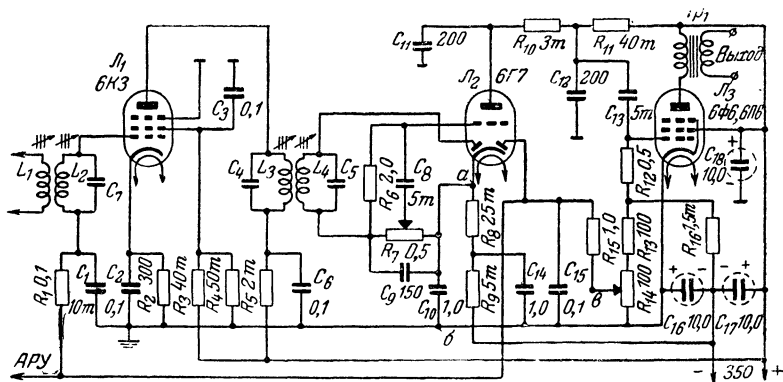 Л₁
6К3
C₃
0,1
C₁₁
200
R₁₀ 3т
R₁₁ 40т
Тр₁
Выход
Л₂
6Г7
C₁₂
200
C₁₃
5т
Л₃
6Ф6, 6П6
C₁₈
10,0
L₁
L₂
C₇
C₄
L₃
L₄
C₅
R₆ 2,0
C₈
5т
а
R₇ 0,5
C₉ 150
R₈ 25т
R₁₂ 0,5
R₁₅ 1,0
R₁₃ 100
R₁₆ 1,5т
R₁ 0,1
C₁
10т
C₂
0,1
R₂ 300
R₃ 40т
R₄ 50т
R₅ 2т
C₆
0,1
C₁₀ 1,0
б
R₉ 5т
C₁₄
1,0
C₁₅
0,1
в
R₁₄ 100
+ - - +
C₁₆ 10,0
C₁₇ 10,0
АРУ
- 350 +